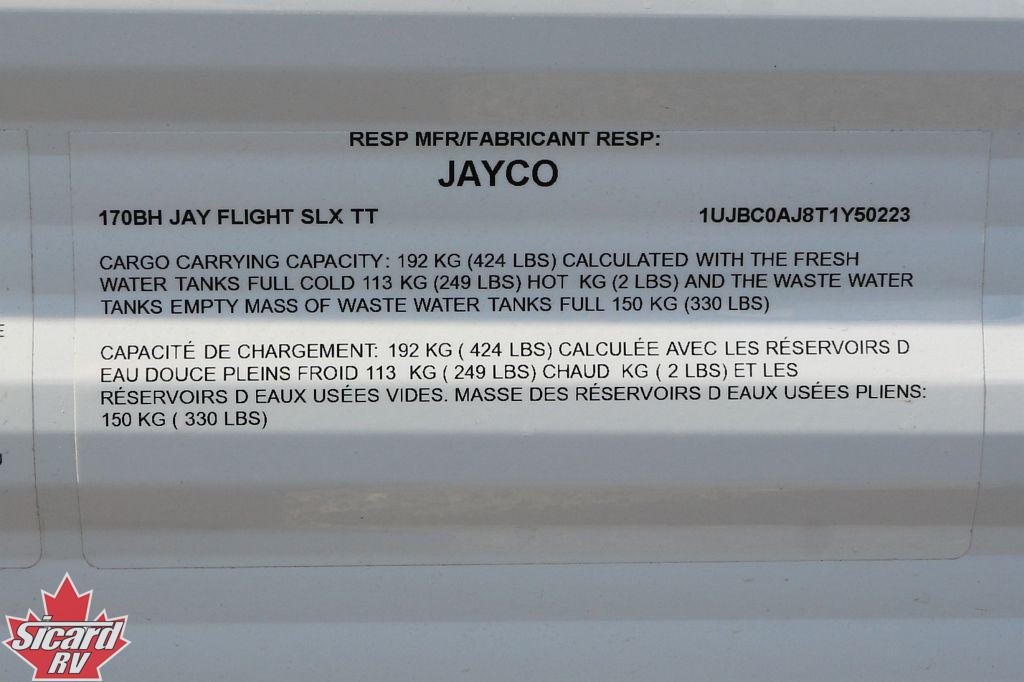 RESP MFR/FABRICANT RESP:
JAYCO
170BH JAY FLIGHT SLX TT 1UJBC0AJ8T1Y50223
CARGO CARRYING CAPACITY: 192 KG (424 LBS) CALCULATED WITH THE FRESH
WATER TANKS FULL COLD 113 KG (249 LBS) HOT KG (2 LBS) AND THE WASTE WATER
TANKS EMPTY MASS OF WASTE WATER TANKS FULL 150 KG (330 LBS)
CAPACITÉ DE CHARGEMENT: 192 KG ( 424 LBS) CALCULÉE AVEC LES RÉSERVOIRS D
EAU DOUCE PLEINS FROID 113 KG ( 249 LBS) CHAUD KG ( 2 LBS) ET LES
RÉSERVOIRS D EAUX USÉES VIDES. MASSE DES RÉSERVOIRS D EAUX USÉES PLIENS:
150 KG ( 330 LBS)
Sicard
RV